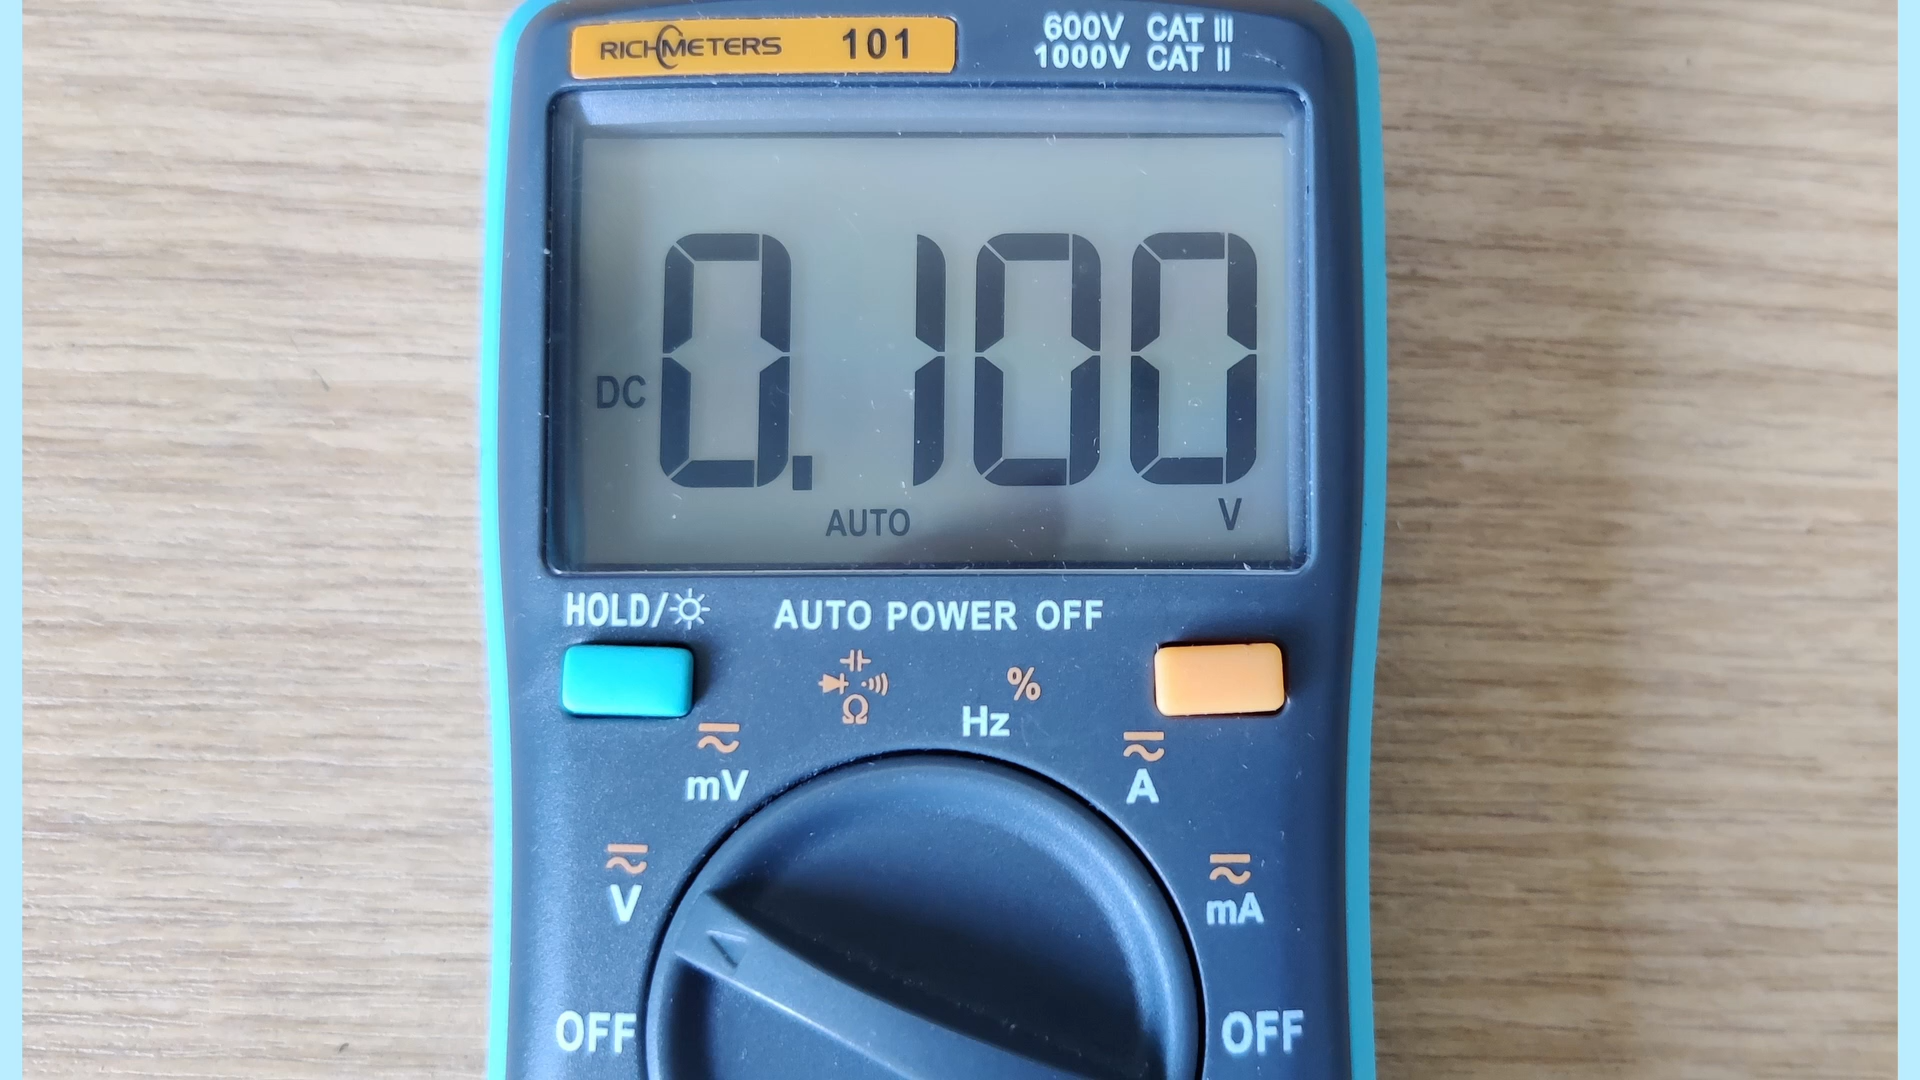 RICHMETERS 101
600V CAT III
1000V CAT II
DC 0.100
AUTO V
HOLD/
AUTO POWER OFF
%
Hz
Ω
mV
A
V
mA
OFF
OFF